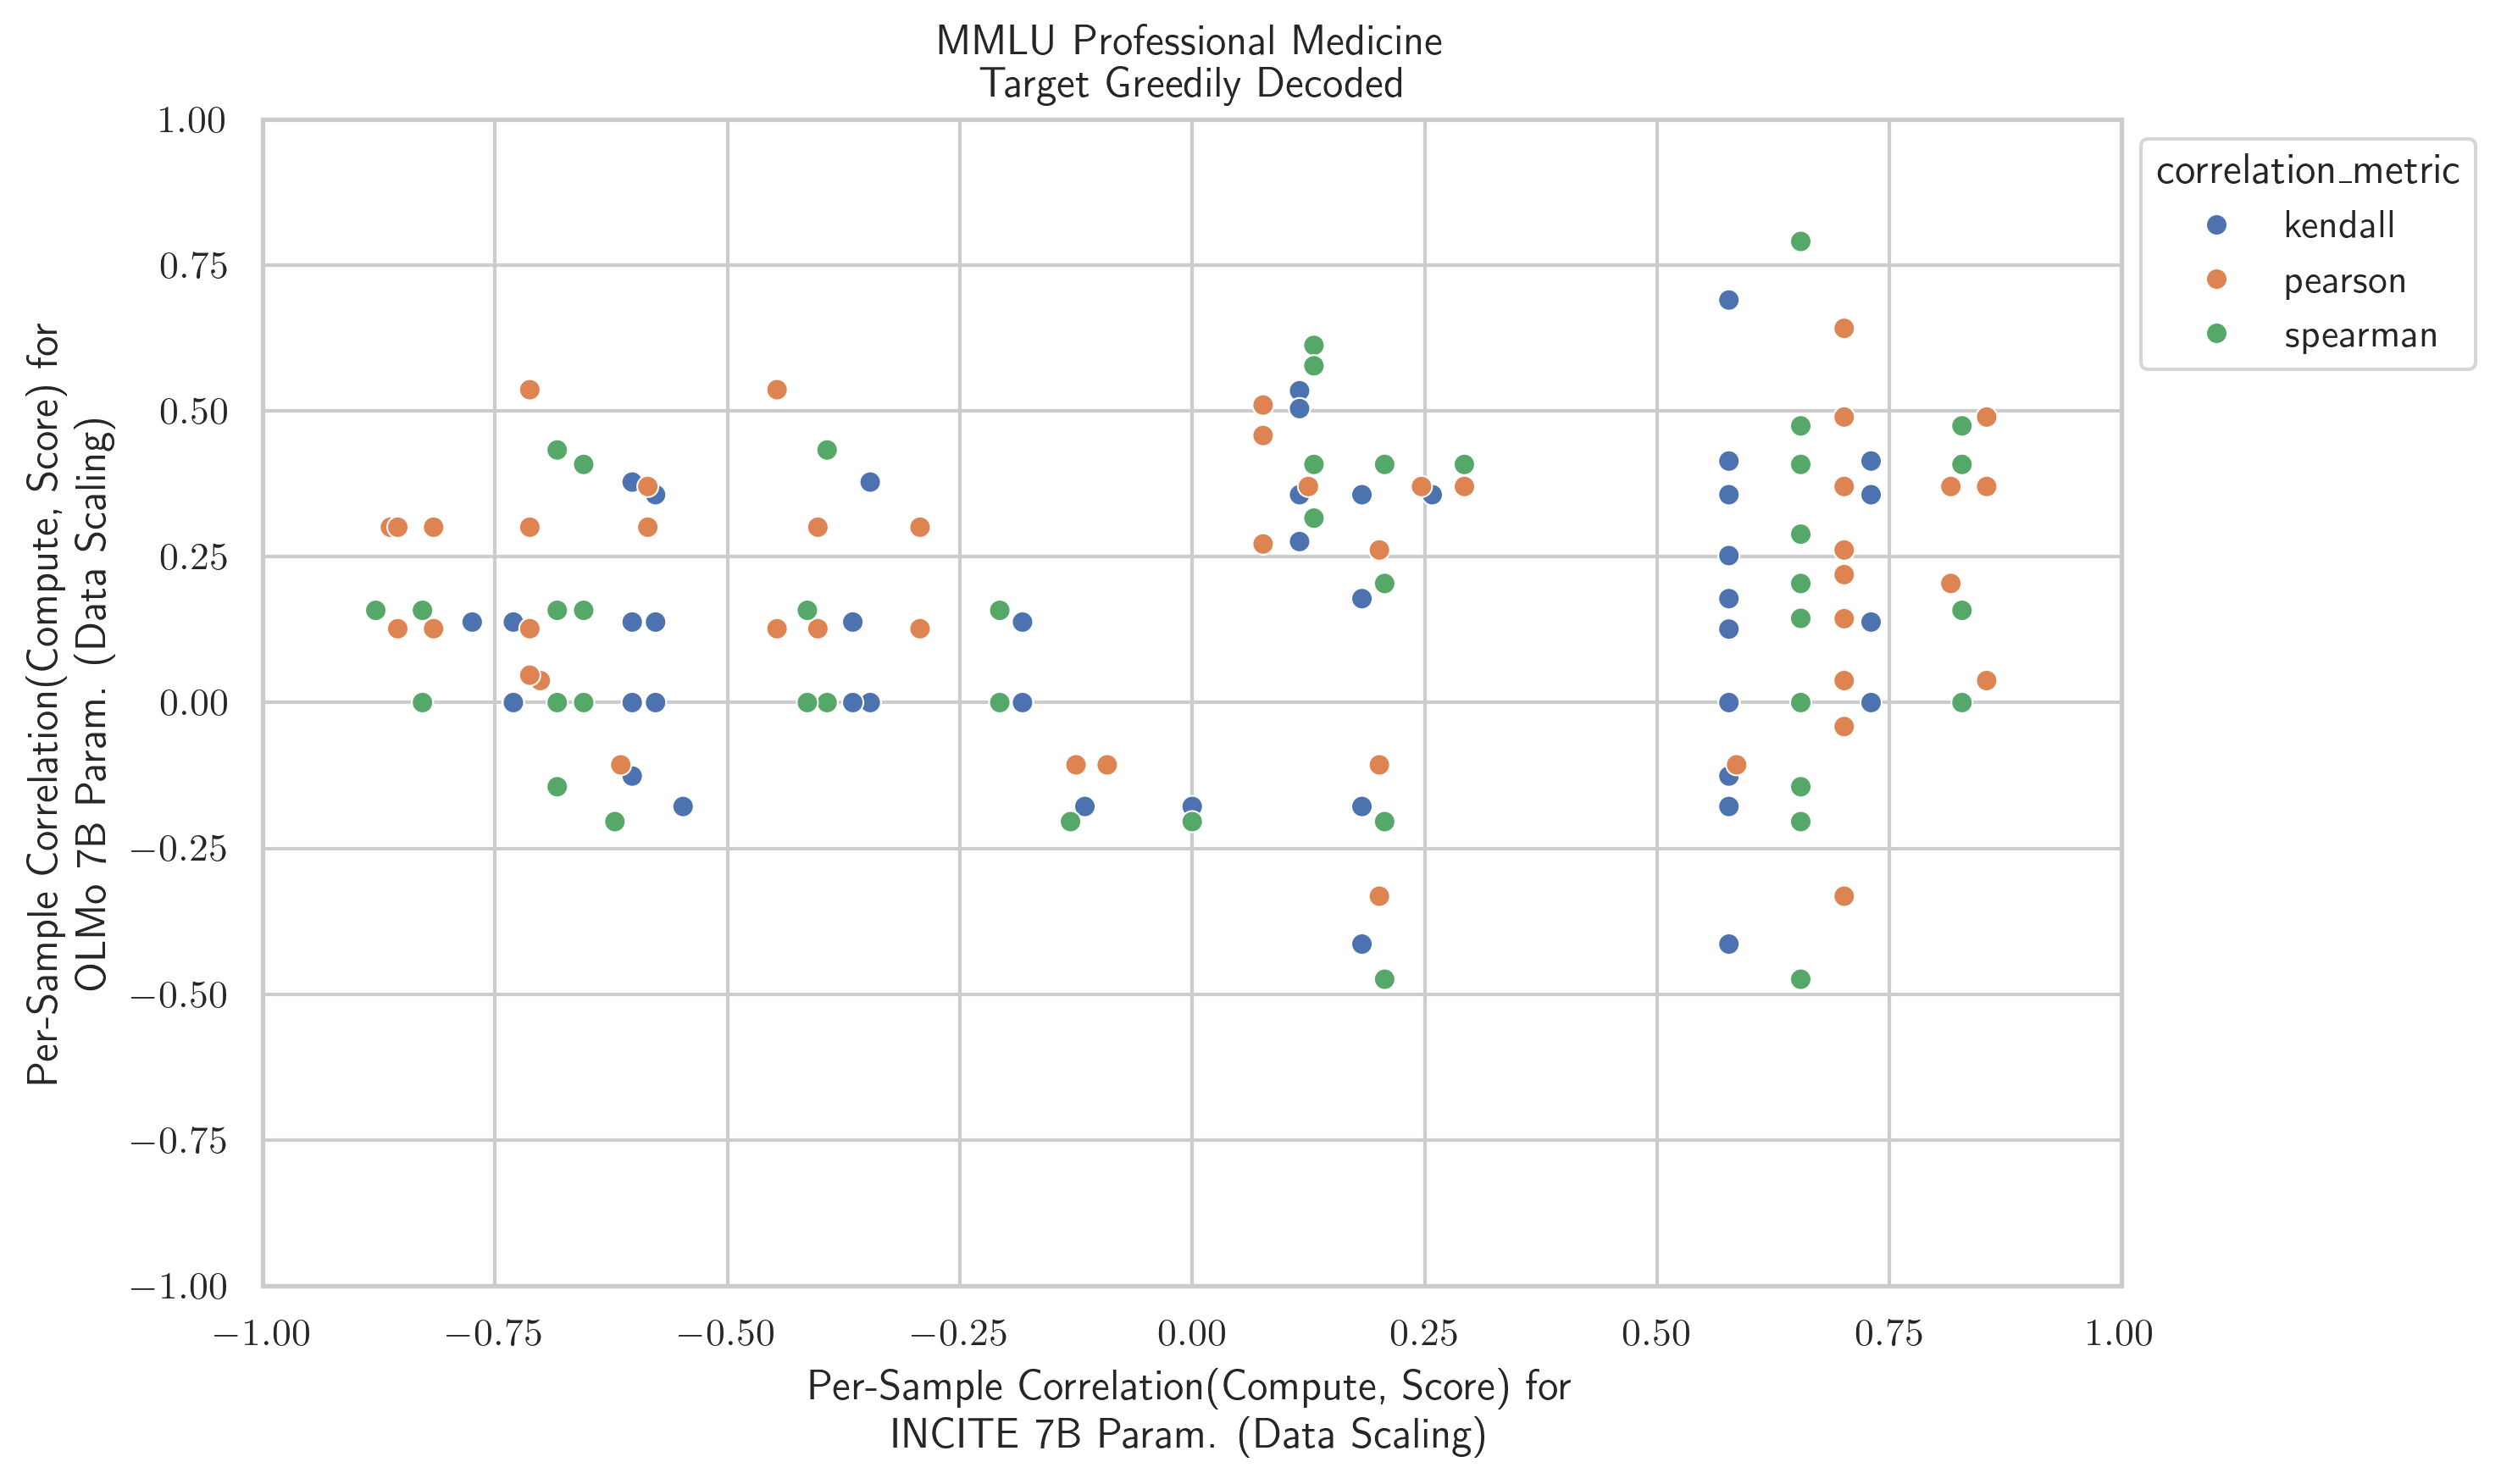 MMLU Professional Medicine
Target Greedily Decoded
Per-Sample Correlation(Compute, Score) for
OLMo 7B Param. (Data Scaling)
1.00
0.75
0.50
0.25
0.00
−0.25
−0.50
−0.75
−1.00
−1.00 −0.75 −0.50 −0.25 0.00 0.25 0.50 0.75 1.00
Per-Sample Correlation(Compute, Score) for
INCITE 7B Param. (Data Scaling)
correlation_metric
kendall
pearson
spearman